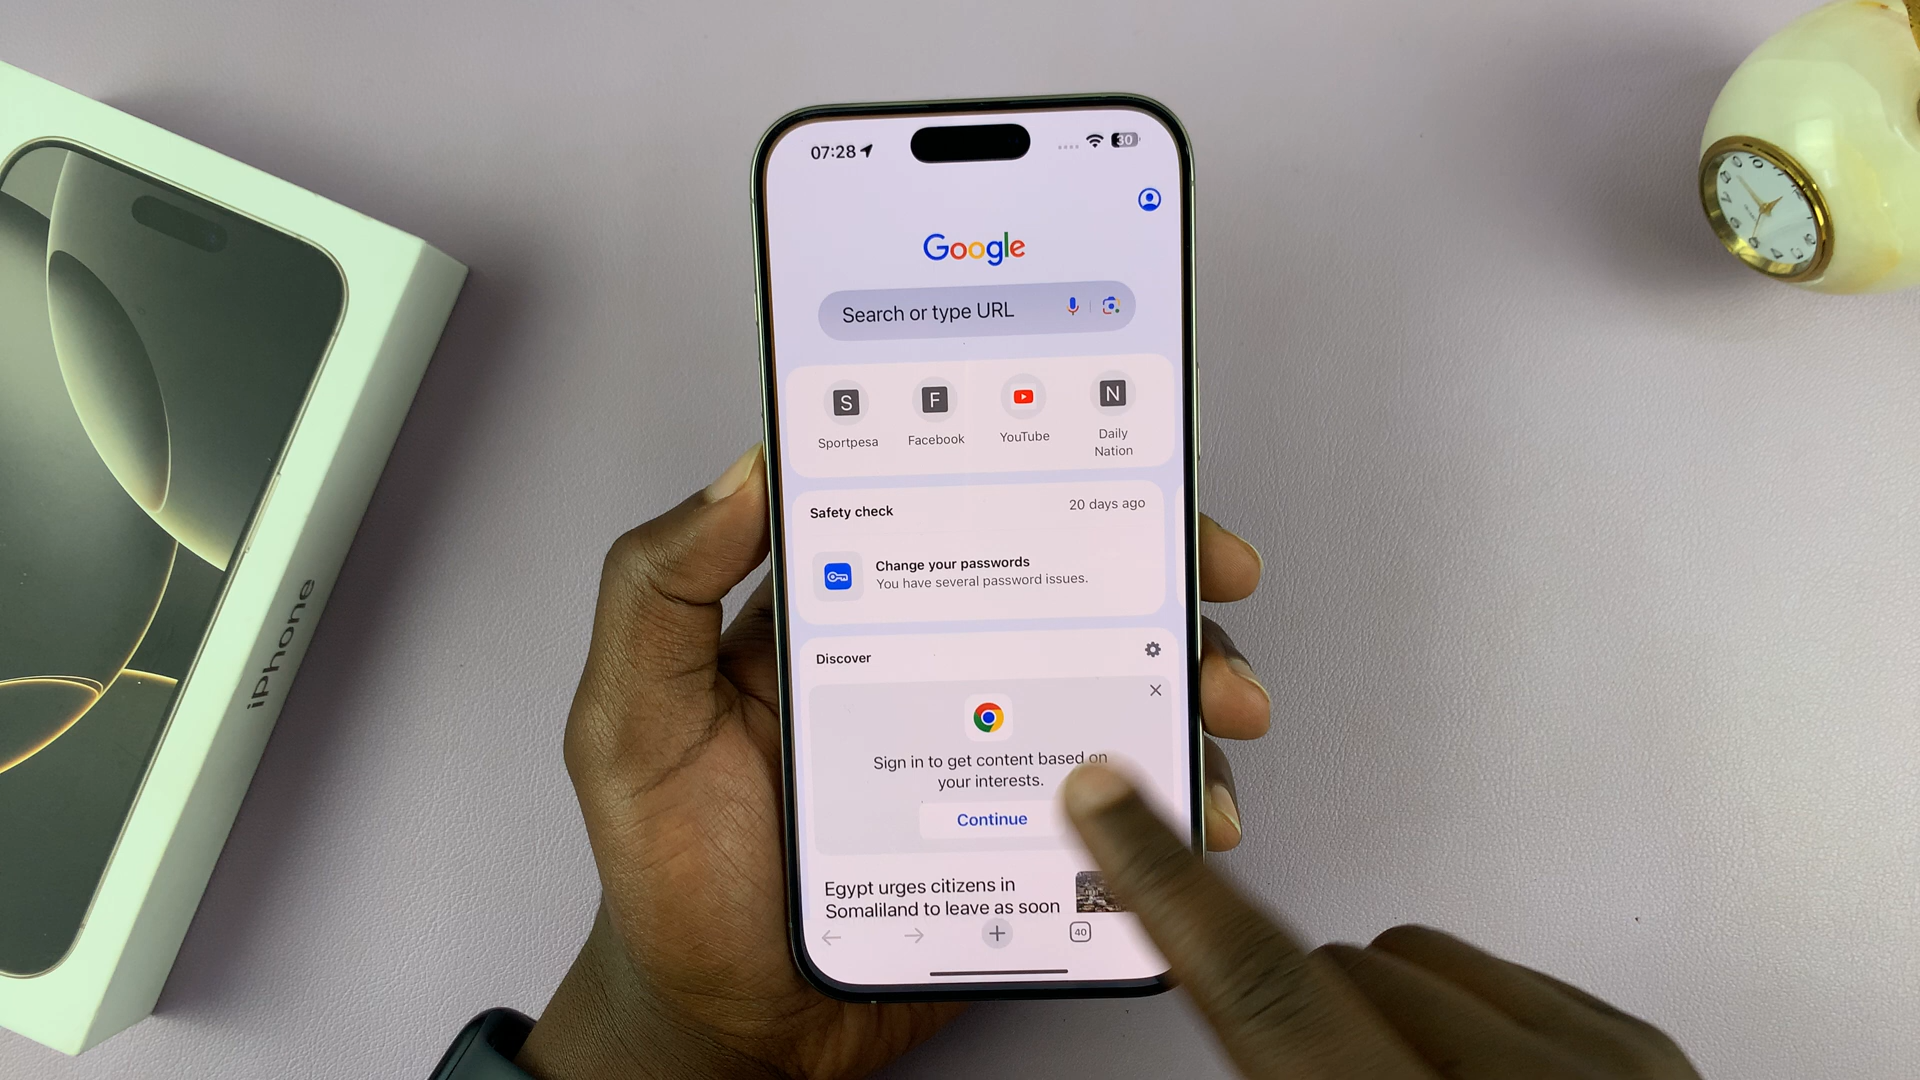 07:28
30
Google
Search or type URL
S
F
N
Sportpesa
Facebook
YouTube
Daily
Nation
Safety check
20 days ago
Change your passwords
You have several password issues.
Discover
Sign in to get content based on
your interests.
Continue
Egypt urges citizens in
Somaliland to leave as soon
40
iPhone